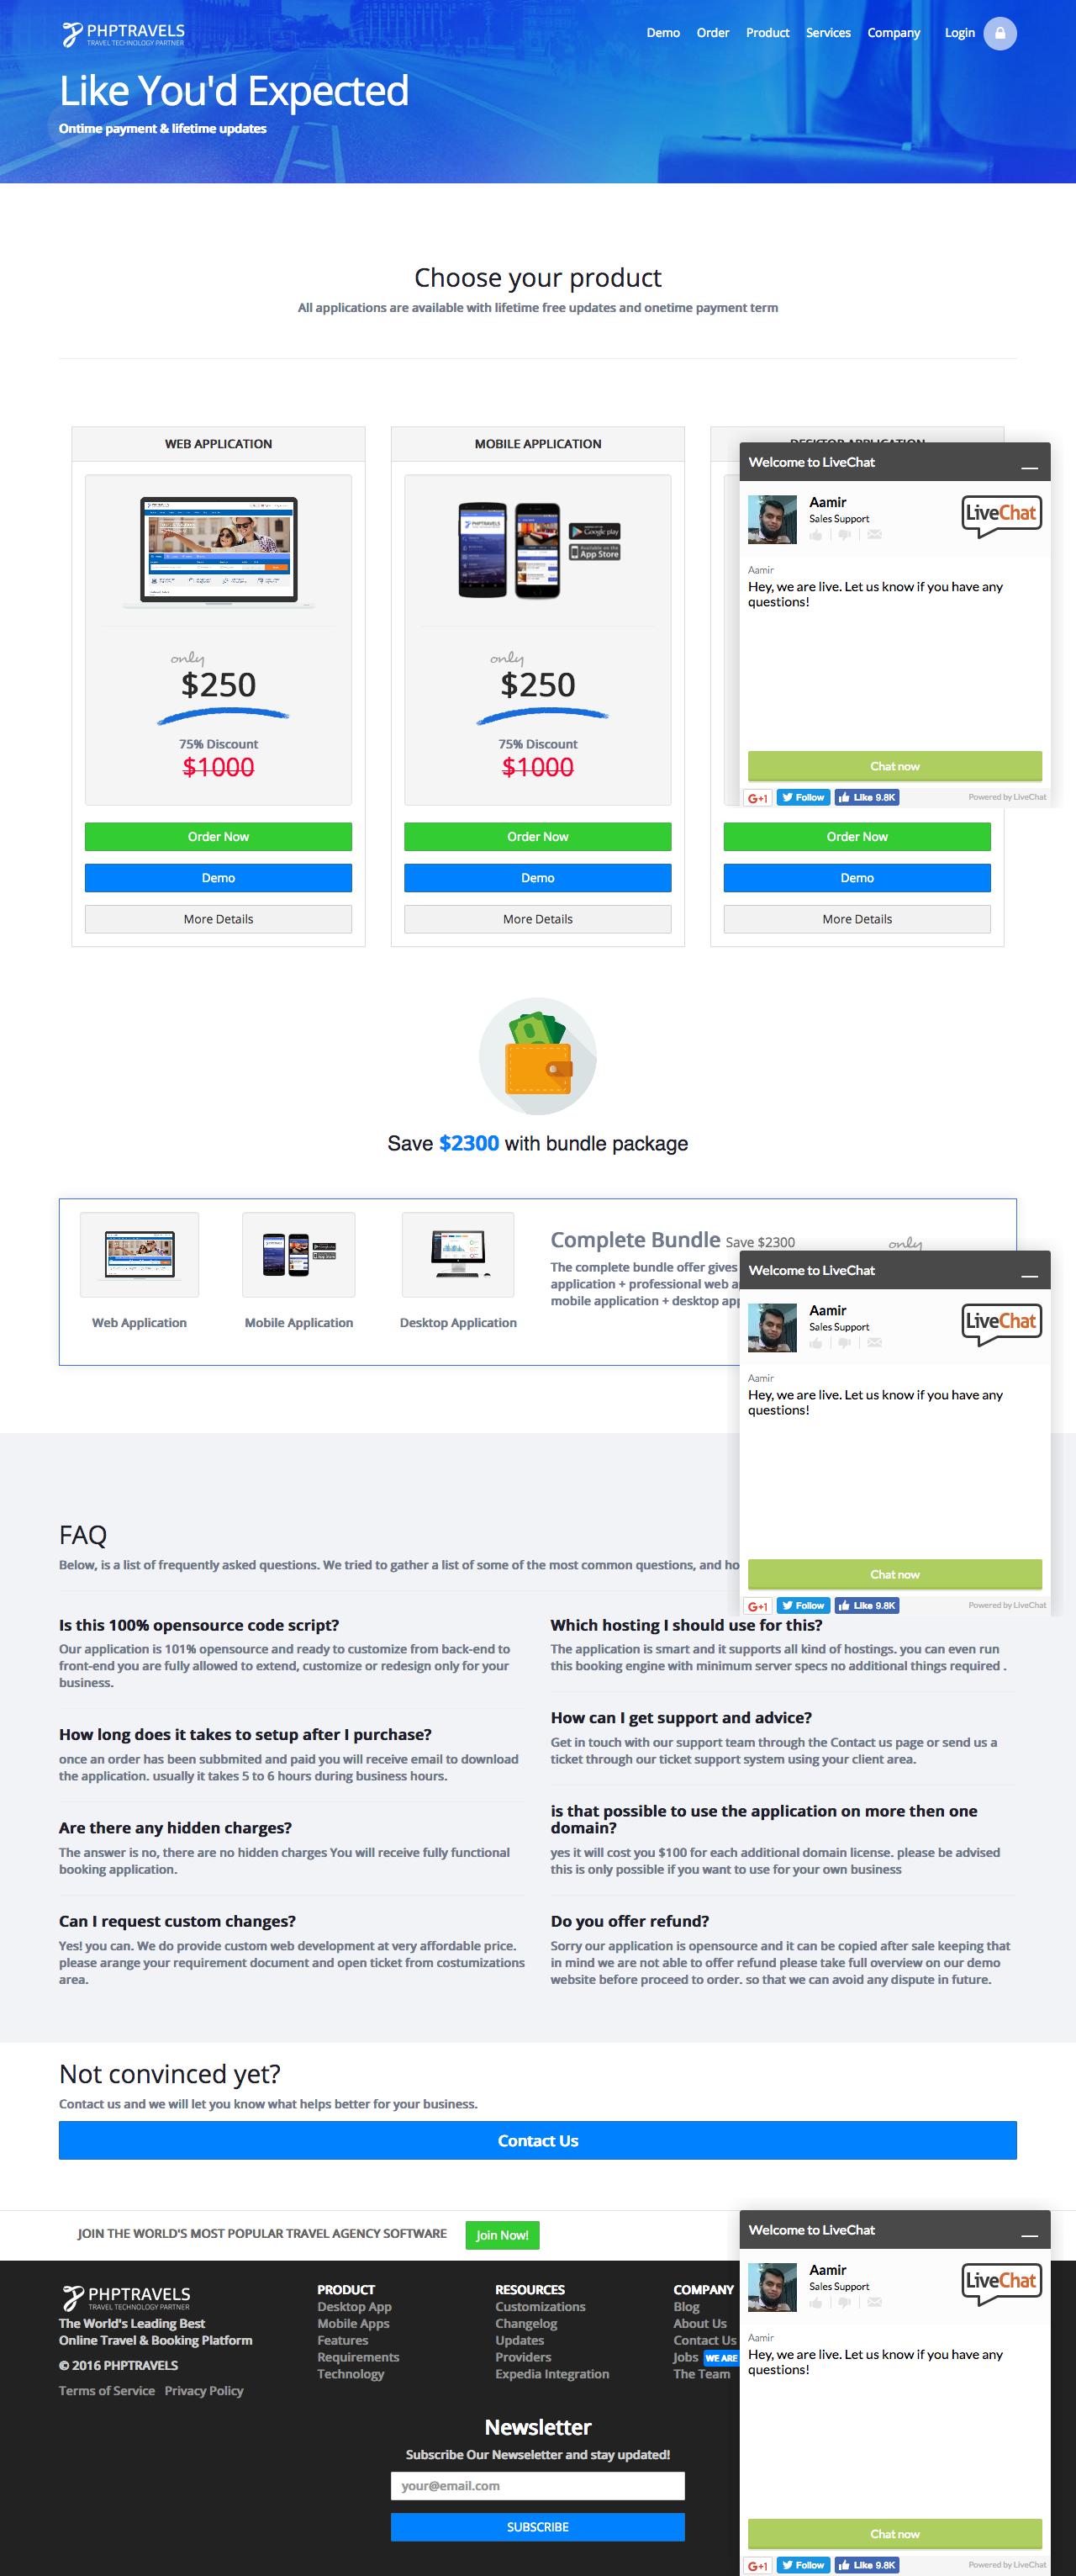 PHPTRAVELS
TRAVEL TECHNOLOGY PARTNER
Demo Order Product Services Company Login
Like You'd Expected
Ontime payment & lifetime updates
Choose your product
All applications are available with lifetime free updates and onetime payment term
WEB APPLICATION
only
$250
75% Discount
$1000
Order Now
Demo
More Details
MOBILE APPLICATION
PHPTRAVELS
Google play
App Store
only
$250
75% Discount
$1000
Order Now
Demo
More Details
DESKTOP APPLICATION
Welcome to LiveChat
Aamir
Sales Support
LiveChat
Aamir
Hey, we are live. Let us know if you have any
questions!
Chat now
G+1 Follow Like 9.8K Powered by LiveChat
Order Now
Demo
More Details
Save $2300 with bundle package
Web Application
Mobile Application
Desktop Application
Complete Bundle Save $2300
only
The complete bundle offer gives
application + professional web
mobile application + desktop
Welcome to LiveChat
Aamir
Sales Support
LiveChat
Aamir
Hey, we are live. Let us know if you have any
questions!
Chat now
G+1 Follow Like 9.8K Powered by LiveChat
FAQ
Below, is a list of frequently asked questions. We tried to gather a list of some of the most common questions, and
Is this 100% opensource code script?
Our application is 101% opensource and ready to customize from back-end to
front-end you are fully allowed to extend, customize or redesign only for your
business.
How long does it takes to setup after I purchase?
once an order has been subbmited and paid you will receive email to download
the application. usually it takes 5 to 6 hours during business hours.
Are there any hidden charges?
The answer is no, there are no hidden charges You will receive fully functional
booking application.
Can I request custom changes?
Yes! you can. We do provide custom web development at very affordable price.
please arange your requirement document and open ticket from costumizations
area.
Which hosting I should use for this?
The application is smart and it supports all kind of hostings. you can even run
this booking engine with minimum server specs no additional things required .
How can I get support and advice?
Get in touch with our support team through the Contact us page or send us a
ticket through our ticket support system using your client area.
is that possible to use the application on more then one
domain?
yes it will cost you $100 for each additional domain license. please be advised
this is only possible if you want to use for your own business
Do you offer refund?
Sorry our application is opensource and it can be copied after sale keeping that
in mind we are not able to offer refund please take full overview on our demo
website before proceed to order. so that we can avoid any dispute in future.
Not convinced yet?
Contact us and we will let you know what helps better for your business.
Contact Us
JOIN THE WORLD'S MOST POPULAR TRAVEL AGENCY SOFTWARE Join Now!
PHPTRAVELS
TRAVEL TECHNOLOGY PARTNER
The World's Leading Best
Online Travel & Booking Platform
© 2016 PHPTRAVELS
Terms of Service Privacy Policy
PRODUCT
Desktop App
Mobile Apps
Features
Requirements
Technology
RESOURCES
Customizations
Changelog
Updates
Providers
Expedia Integration
COMPANY
Blog
About Us
Contact Us
Jobs WE ARE
The Team
Welcome to LiveChat
Aamir
Sales Support
LiveChat
Aamir
Hey, we are live. Let us know if you have any
questions!
Chat now
G+1 Follow Like 9.8K Powered by LiveChat
Newsletter
Subscribe Our Newseletter and stay updated!
your@email.com
SUBSCRIBE